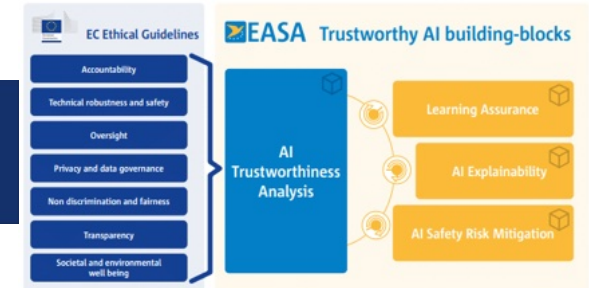 EC Ethical Guidelines
Accountability
Technical robustness and safety
Oversight
Privacy and data governance
Non discrimination and fairness
Transparency
Societal and environmental
well being
EASA Trustworthy AI building-blocks
AI
Trustworthiness
Analysis
Learning Assurance
AI Explainability
AI Safety Risk Mitigation